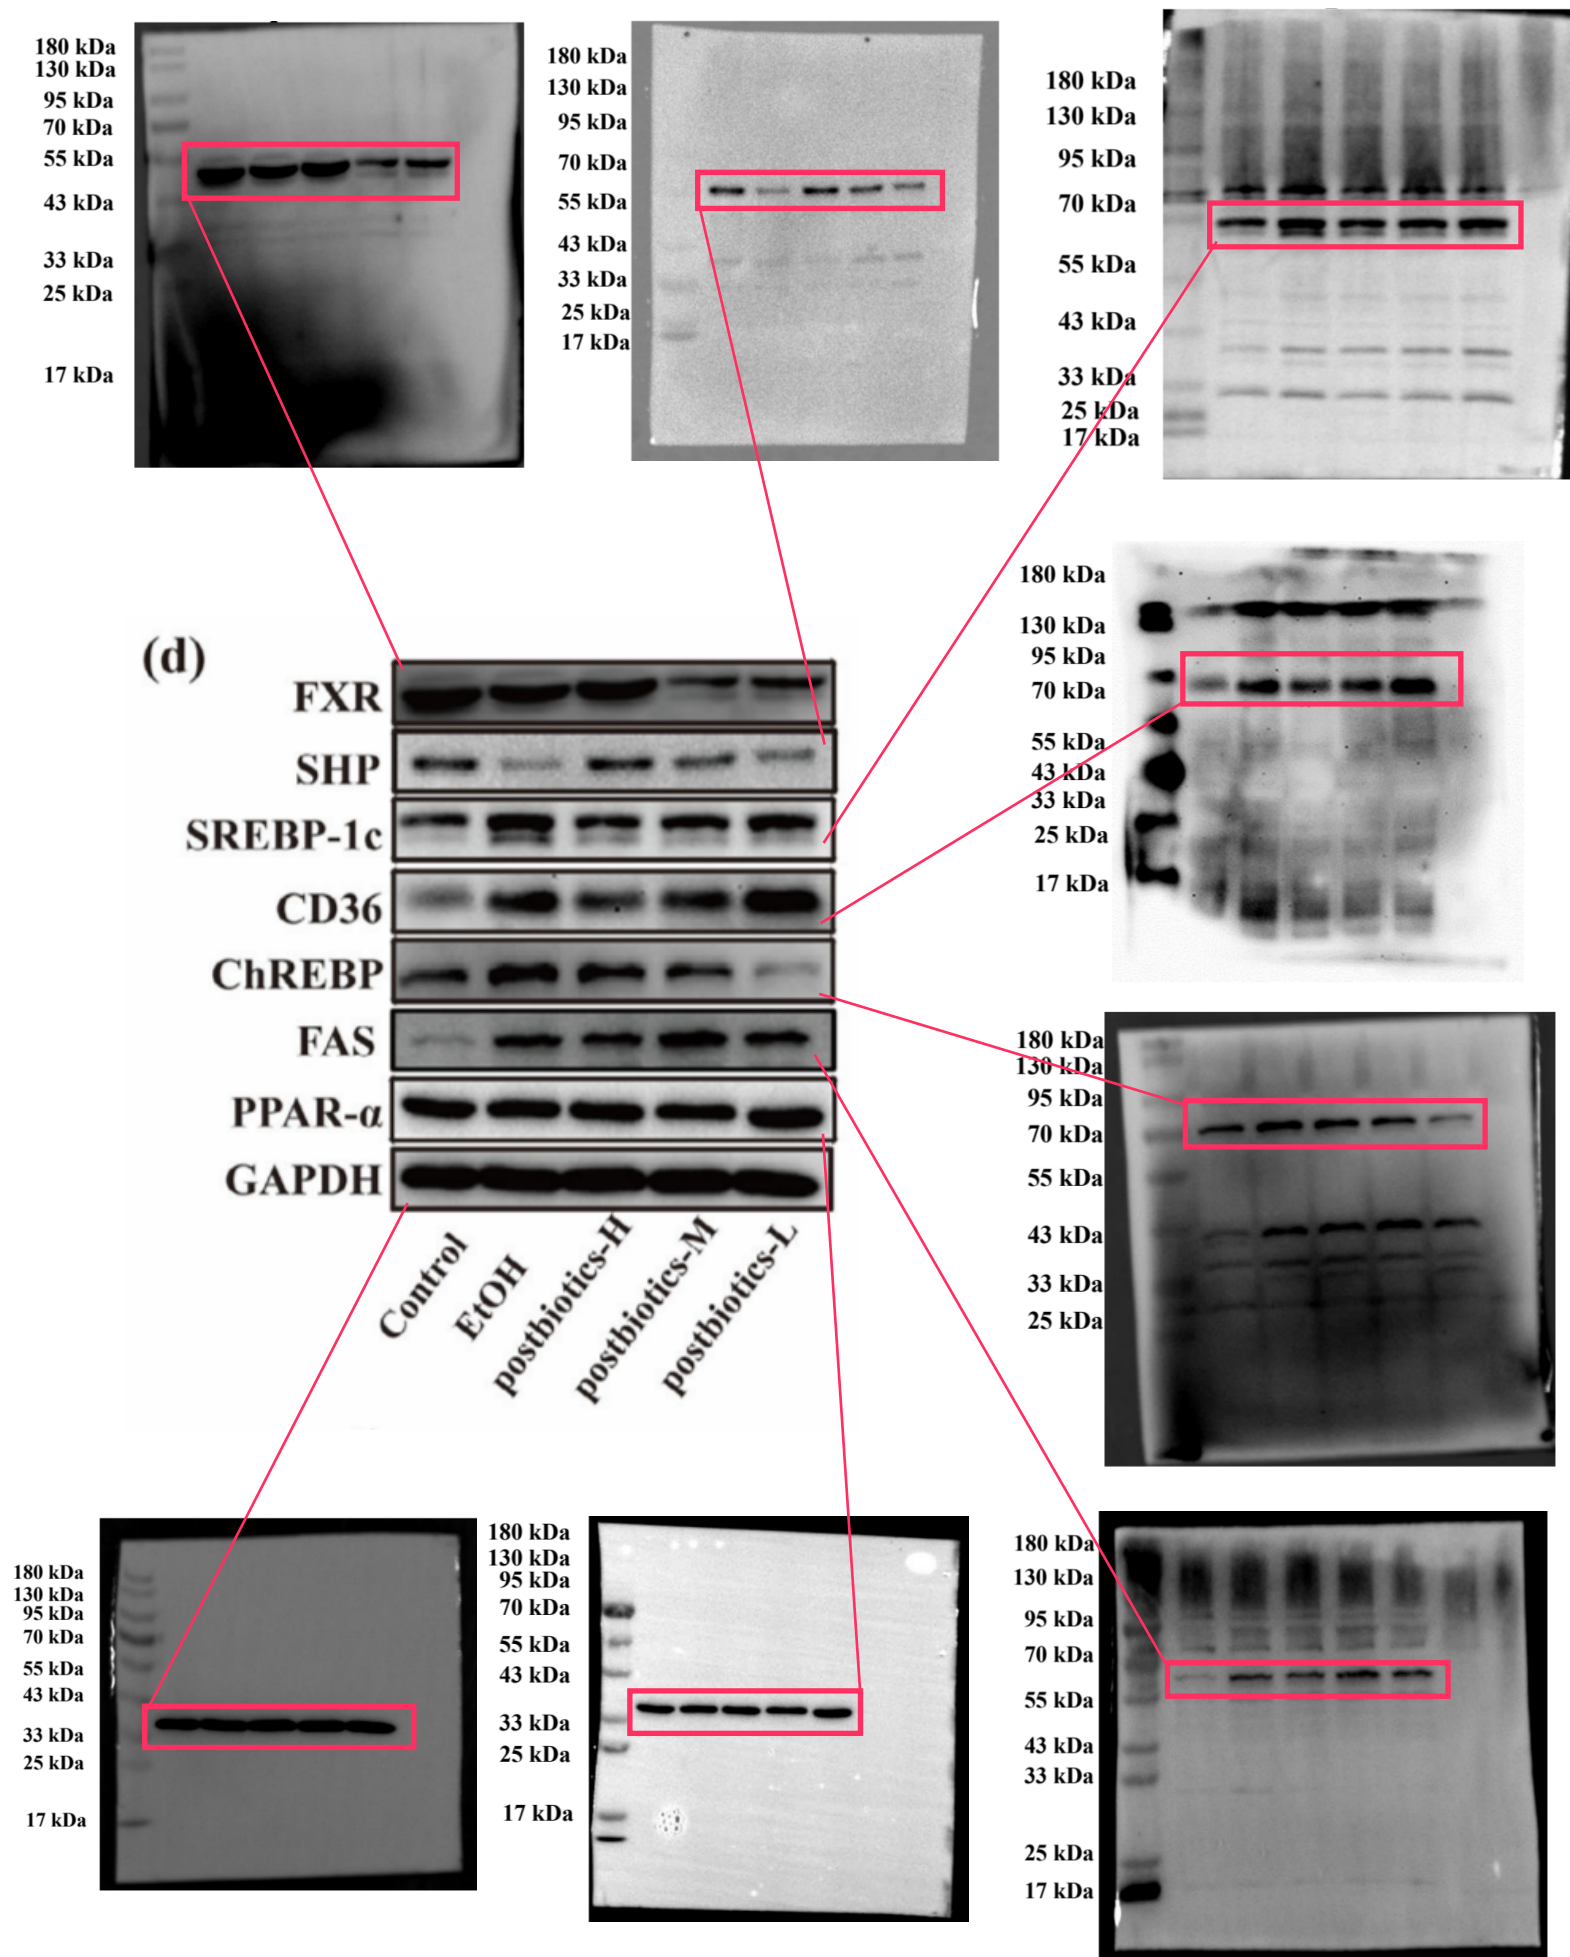 180 kDa
130 kDa
95 kDa
70 kDa
55 kDa
43 kDa
33 kDa
25 kDa
17 kDa
180 kDa
130 kDa
95 kDa
70 kDa
55 kDa
43 kDa
33 kDa
25 kDa
17 kDa
180 kDa
130 kDa
95 kDa
70 kDa
55 kDa
43 kDa
33 kDa
25 kDa
17 kDa
180 kDa
130 kDa
95 kDa
70 kDa
55 kDa
43 kDa
33 kDa
25 kDa
17 kDa
(d)
FXR
SHP
SREBP-1c
CD36
ChREBP
FAS
PPAR-α
GAPDH
Control
EtOH
postbiotics-H
postbiotics-M
postbiotics-L
180 kDa
130 kDa
95 kDa
70 kDa
55 kDa
43 kDa
33 kDa
25 kDa
180 kDa
130 kDa
95 kDa
70 kDa
55 kDa
43 kDa
33 kDa
25 kDa
17 kDa
180 kDa
130 kDa
95 kDa
70 kDa
55 kDa
43 kDa
33 kDa
25 kDa
17 kDa
180 kDa
130 kDa
95 kDa
70 kDa
55 kDa
43 kDa
33 kDa
25 kDa
17 kDa